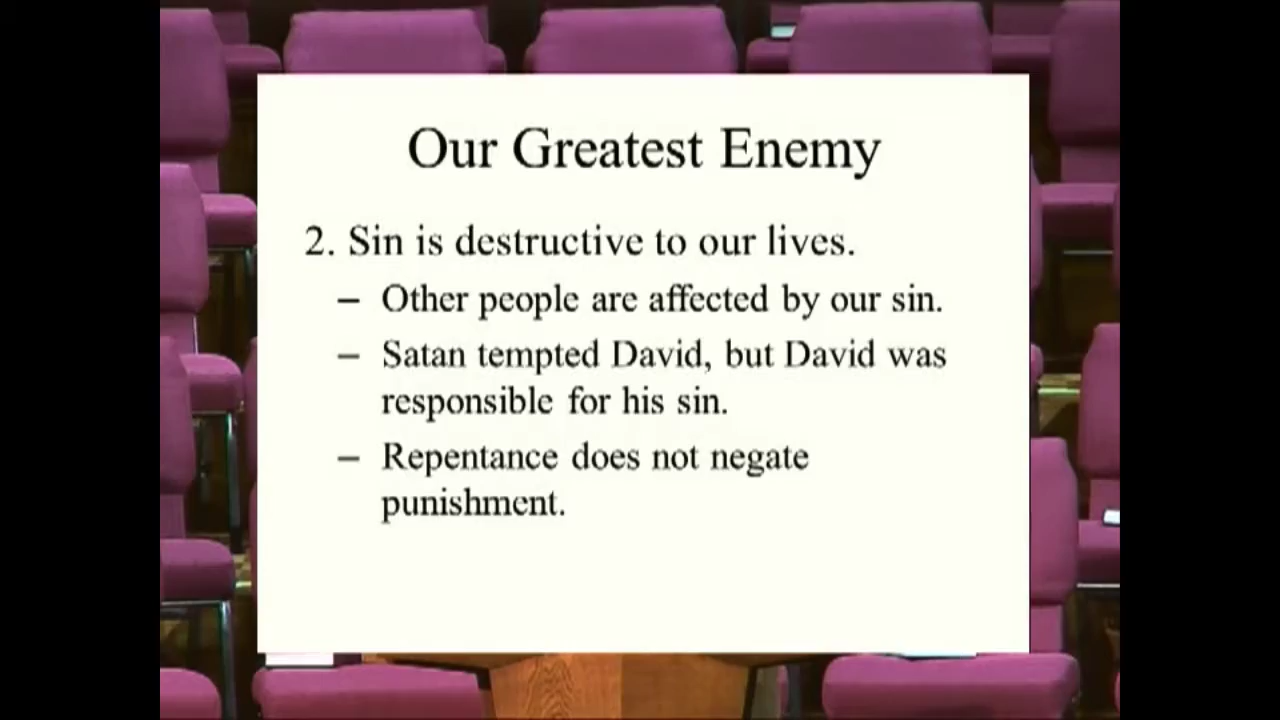 Our Greatest Enemy
2. Sin is destructive to our lives.
– Other people are affected by our sin.
– Satan tempted David, but David was
responsible for his sin.
– Repentance does not negate
punishment.